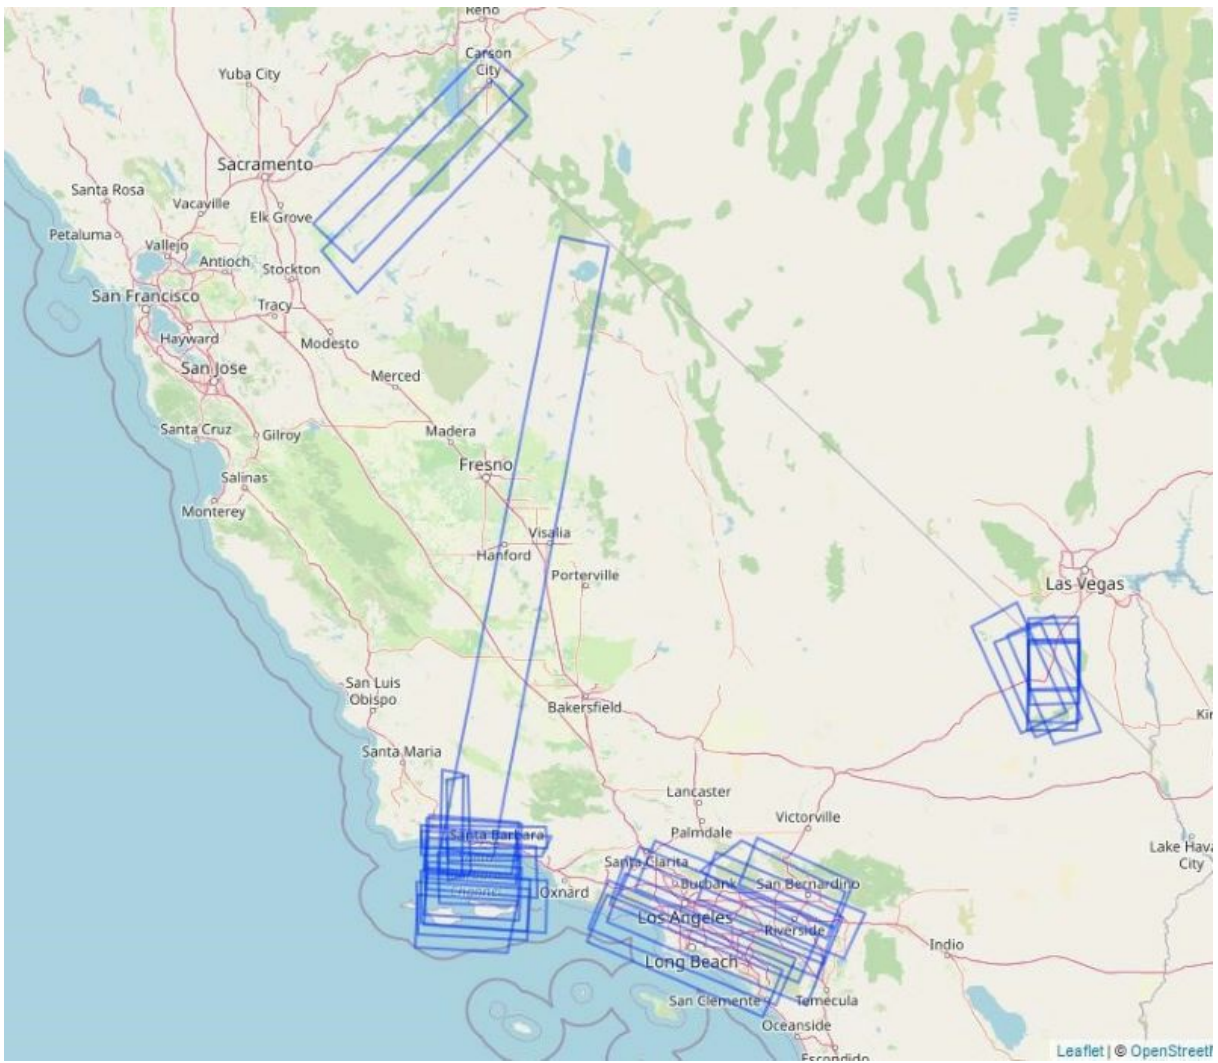 Reno
Carson
City
Yuba City
Sacramento
Santa Rosa
Vacaville
Elk Grove
Petaluma
Vallejo
Antioch
Stockton
San Francisco
Tracy
Hayward
Modesto
San Jose
Merced
Santa Cruz
Gilroy
Madera
Fresno
Salinas
Monterey
Visalia
Hanford
Porterville
Las Vegas
San Luis
Obispo
Bakersfield
Kin
Santa Maria
Lancaster
Victorville
Santa Barbara
Palmdale
Lake Hava
City
Santa Clarita
Burbank
San Bernardino
Oxnard
Los Angeles
Riverside
Indio
Long Beach
San Clemente
Temecula
Oceanside
Escondido
Leaflet | © OpenStreetM